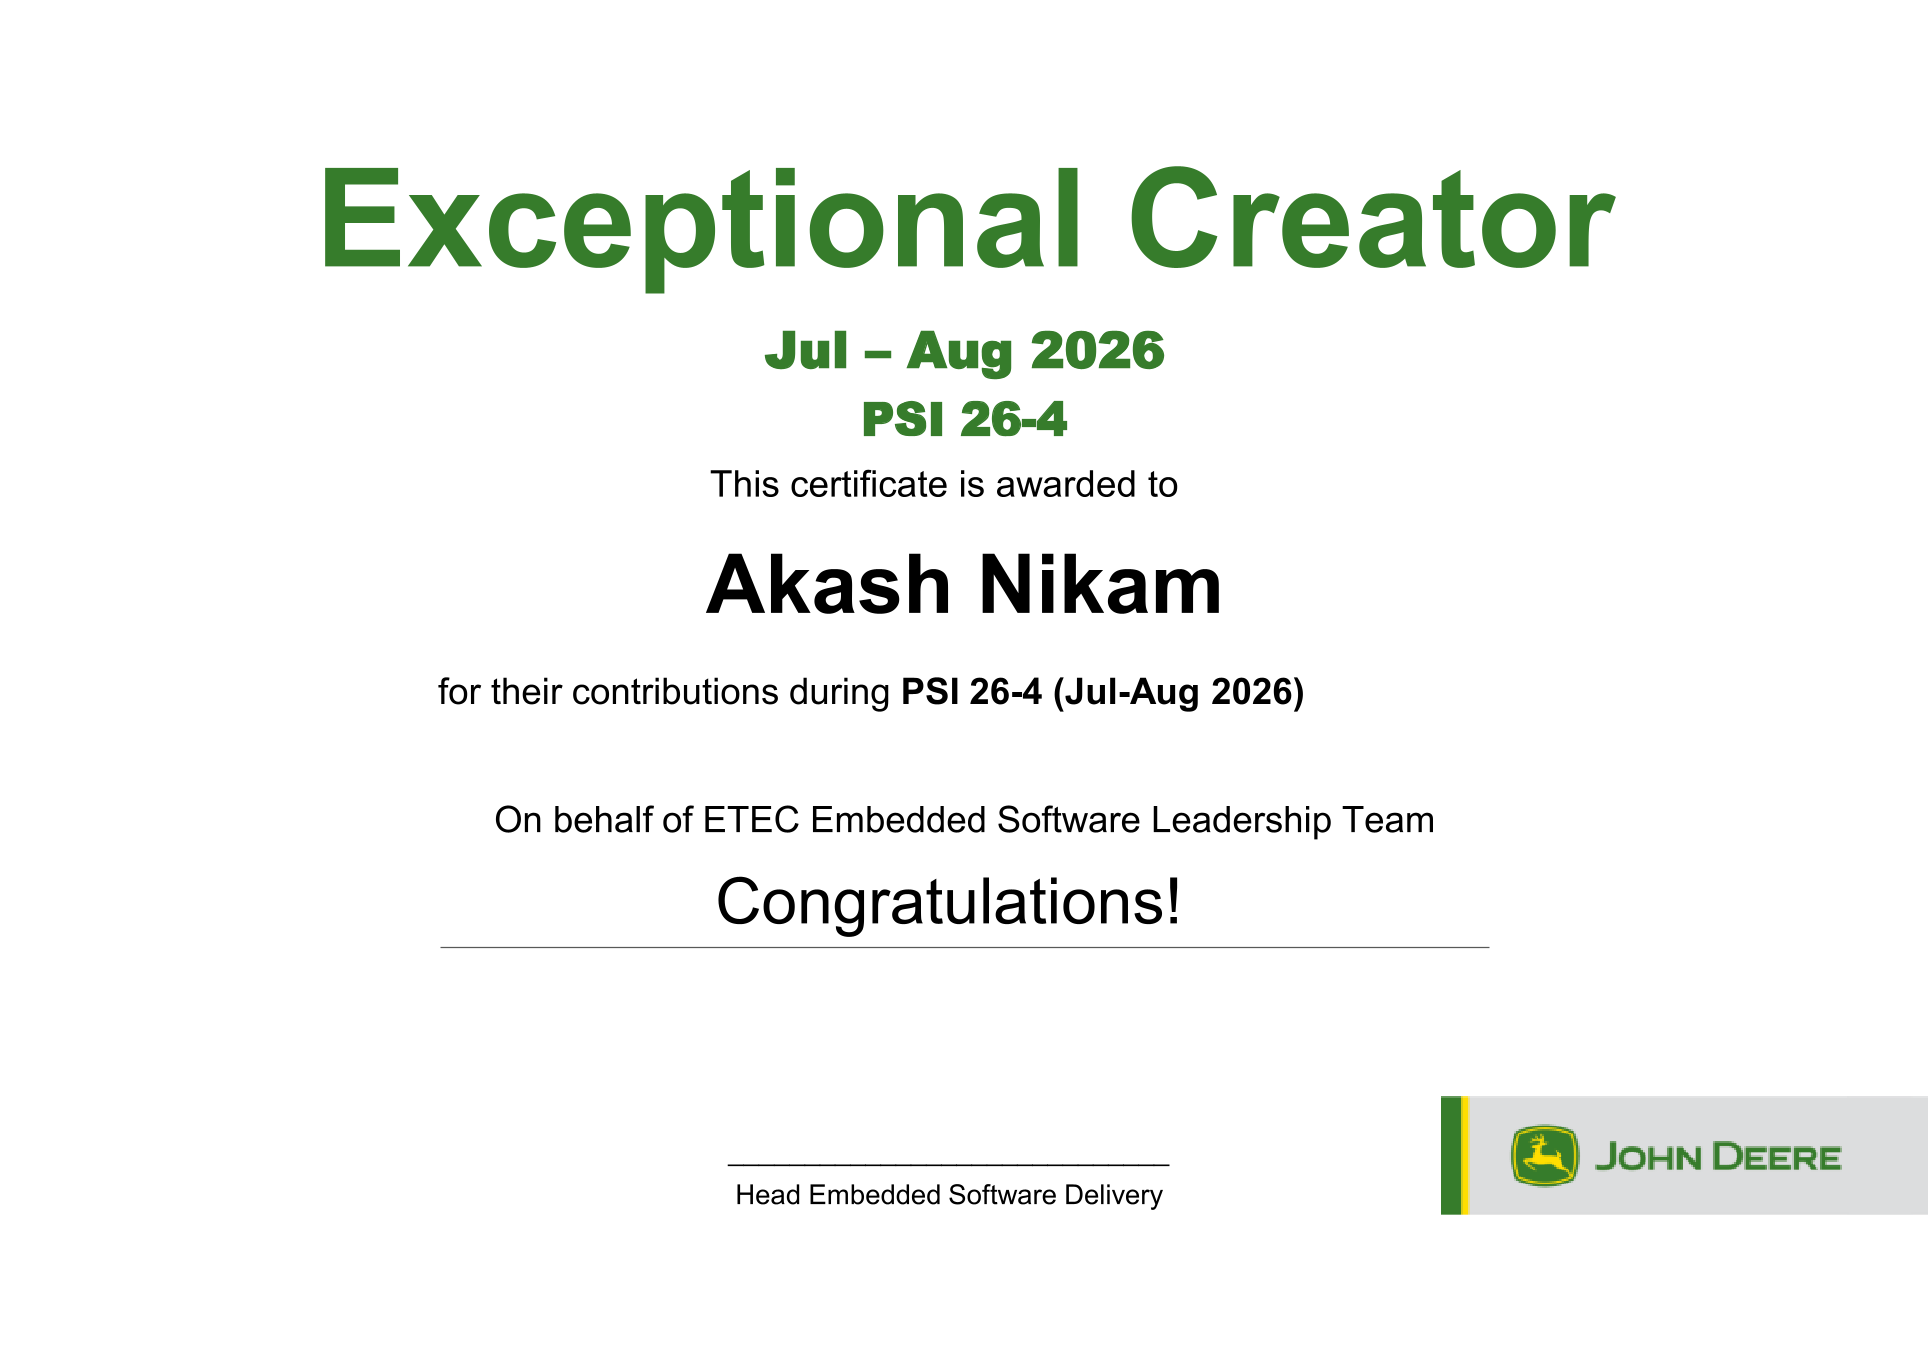 Exceptional Creator
Jul – Aug 2026
PSI 26-4
This certificate is awarded to
Akash Nikam
for their contributions during PSI 26-4 (Jul-Aug 2026)
On behalf of ETEC Embedded Software Leadership Team
Congratulations!
Head Embedded Software Delivery
JOHN DEERE